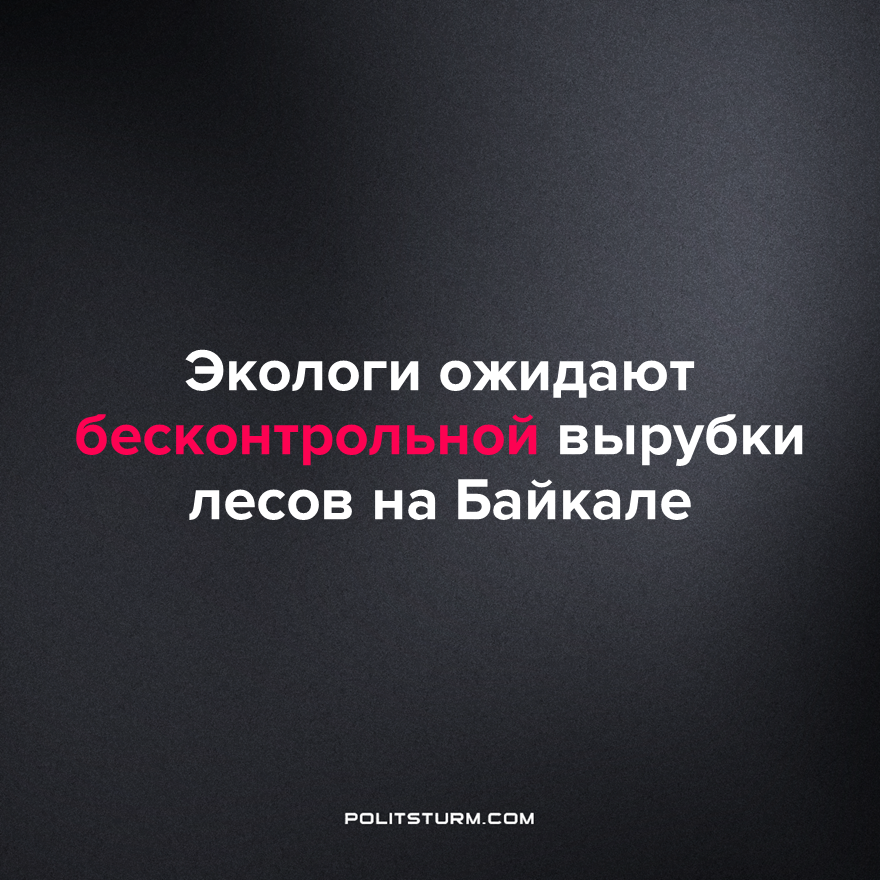 Экологи ожидают
бесконтрольной вырубки
лесов на Байкале
POLITSTURM.COM